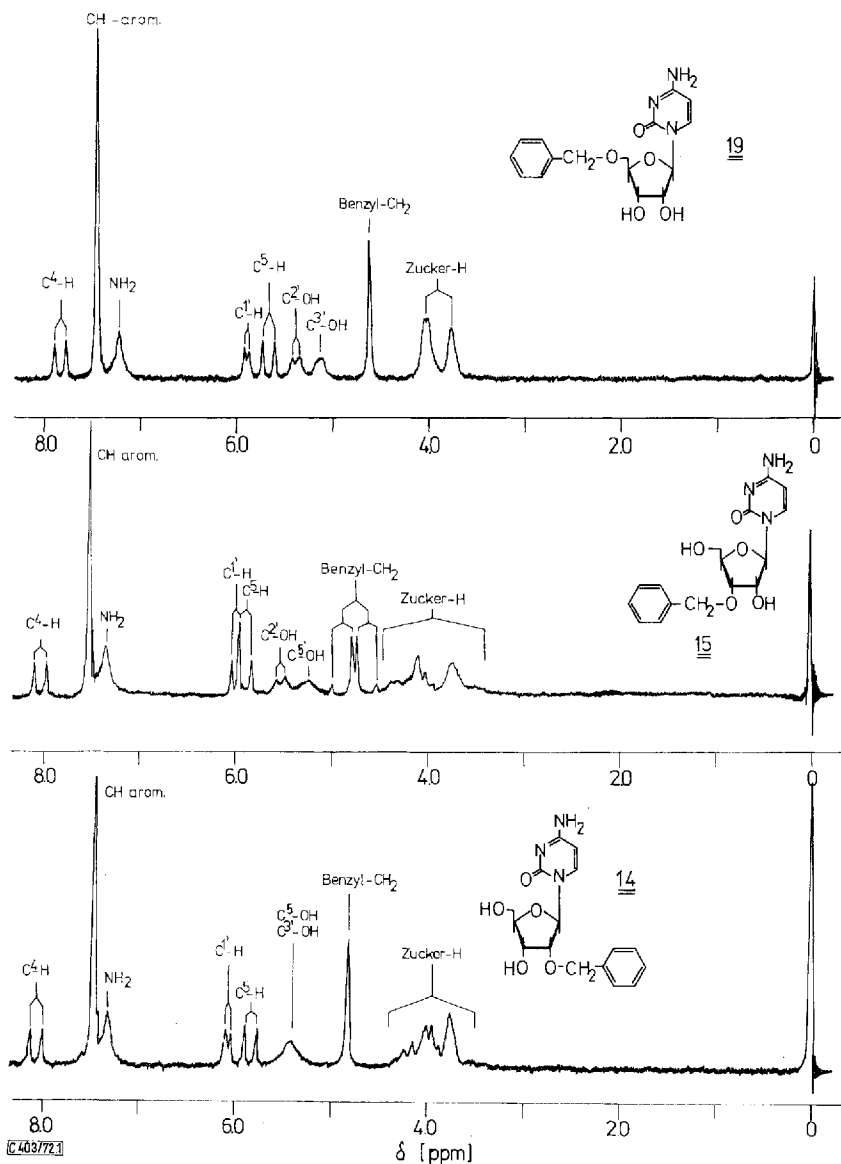 CH -arom.
NH2
N
O
N
19
CH2-O
O
HO OH
Benzyl-CH2
C4-H
NH2
C1'-H
C5-H
C2'-OH
C3'-OH
Zucker-H
8.0 6.0 4.0 2.0 0
CH arom.
NH2
N
O
N
HO
O
CH2-O OH
15
C4-H
NH2
C1'-H
C5-H
C2'-OH
C5'-OH
Benzyl-CH2
Zucker-H
8.0 6.0 4.0 2.0 0
CH arom.
NH2
N
O
N
14
HO
O
HO O-CH2
C4-H
NH2
C1'-H
C5-H
C5-OH
C3'-OH
Benzyl-CH2
Zucker-H
8.0 6.0 4.0 2.0 0
C403/72.1
δ [ppm]